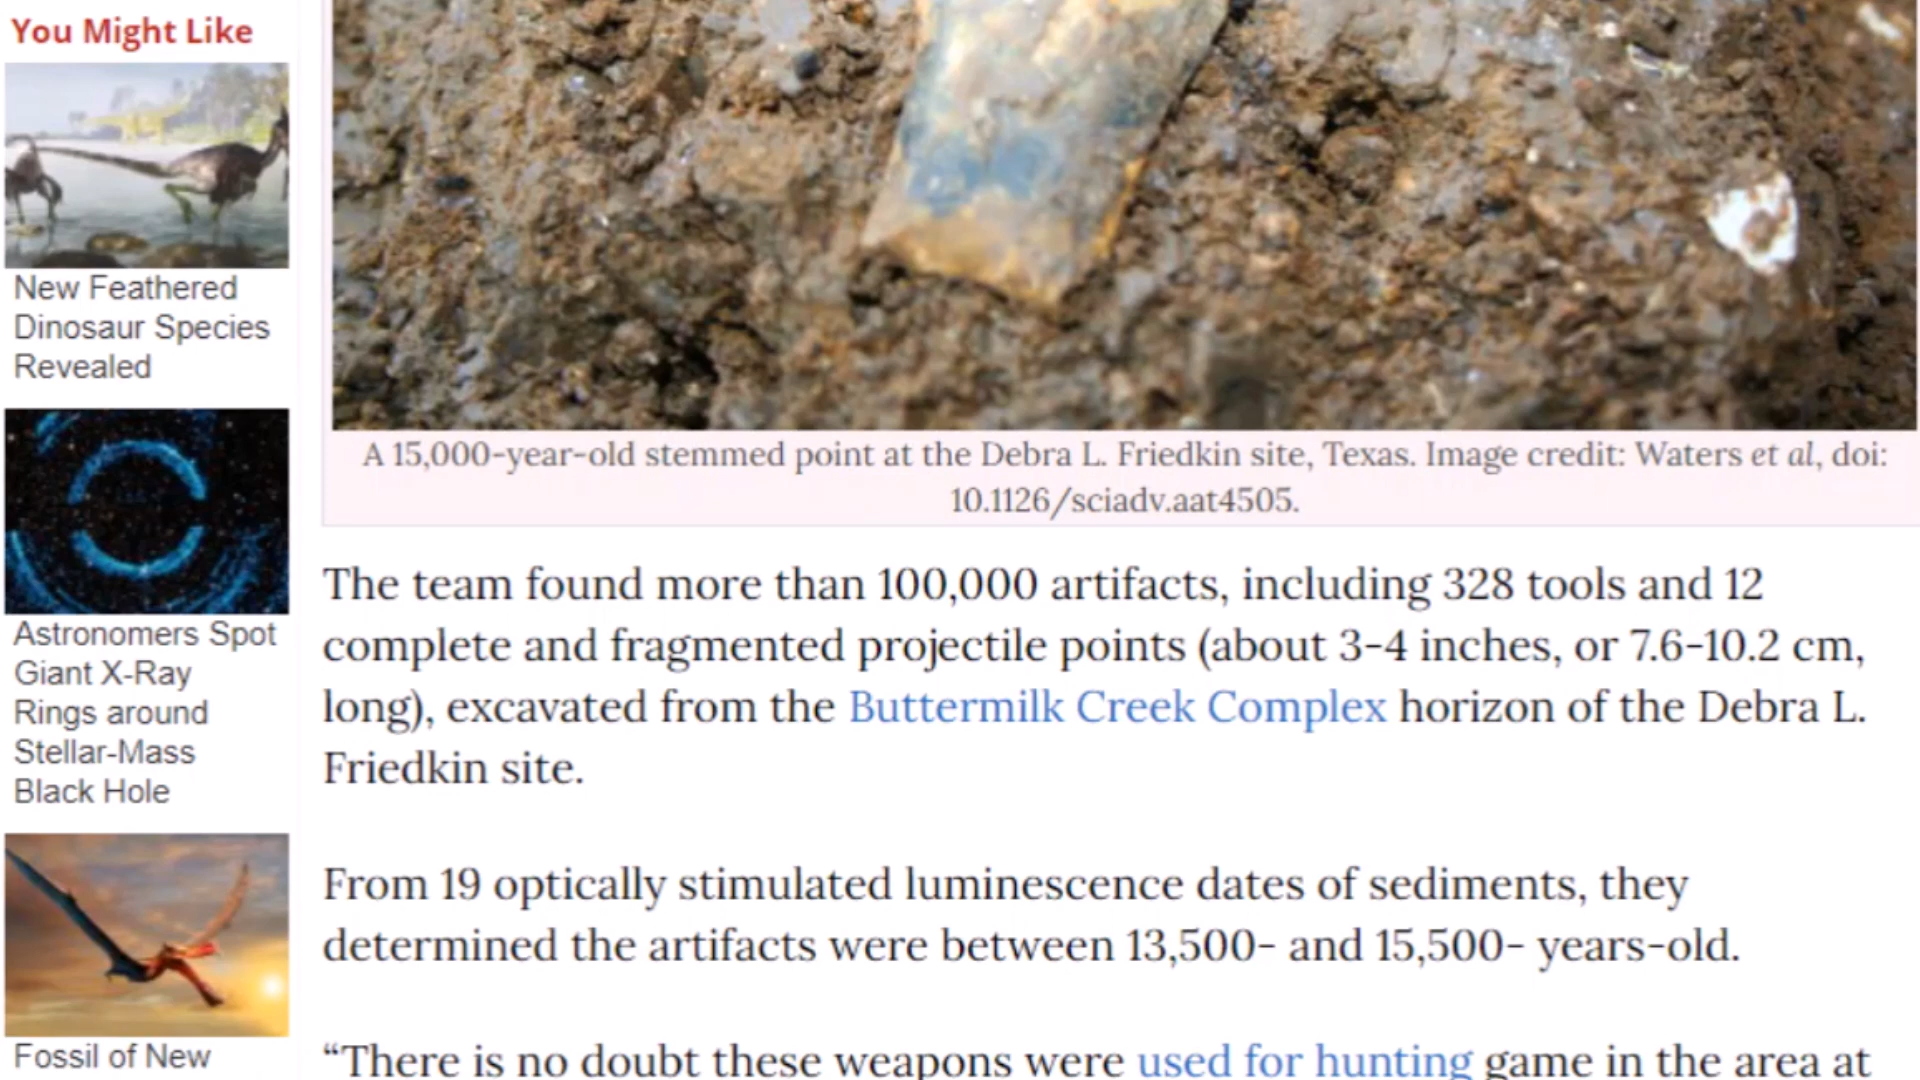 You Might Like
New Feathered
Dinosaur Species
Revealed
Astronomers Spot
Giant X-Ray
Rings around
Stellar-Mass
Black Hole
Fossil of New
A 15,000-year-old stemmed point at the Debra L. Friedkin site, Texas. Image credit: Waters et al, doi:
10.1126/sciadv.aat4505.
The team found more than 100,000 artifacts, including 328 tools and 12
complete and fragmented projectile points (about 3-4 inches, or 7.6-10.2 cm,
long), excavated from the Buttermilk Creek Complex horizon of the Debra L.
Friedkin site.
From 19 optically stimulated luminescence dates of sediments, they
determined the artifacts were between 13,500- and 15,500- years-old.
“There is no doubt these weapons were used for hunting game in the area at